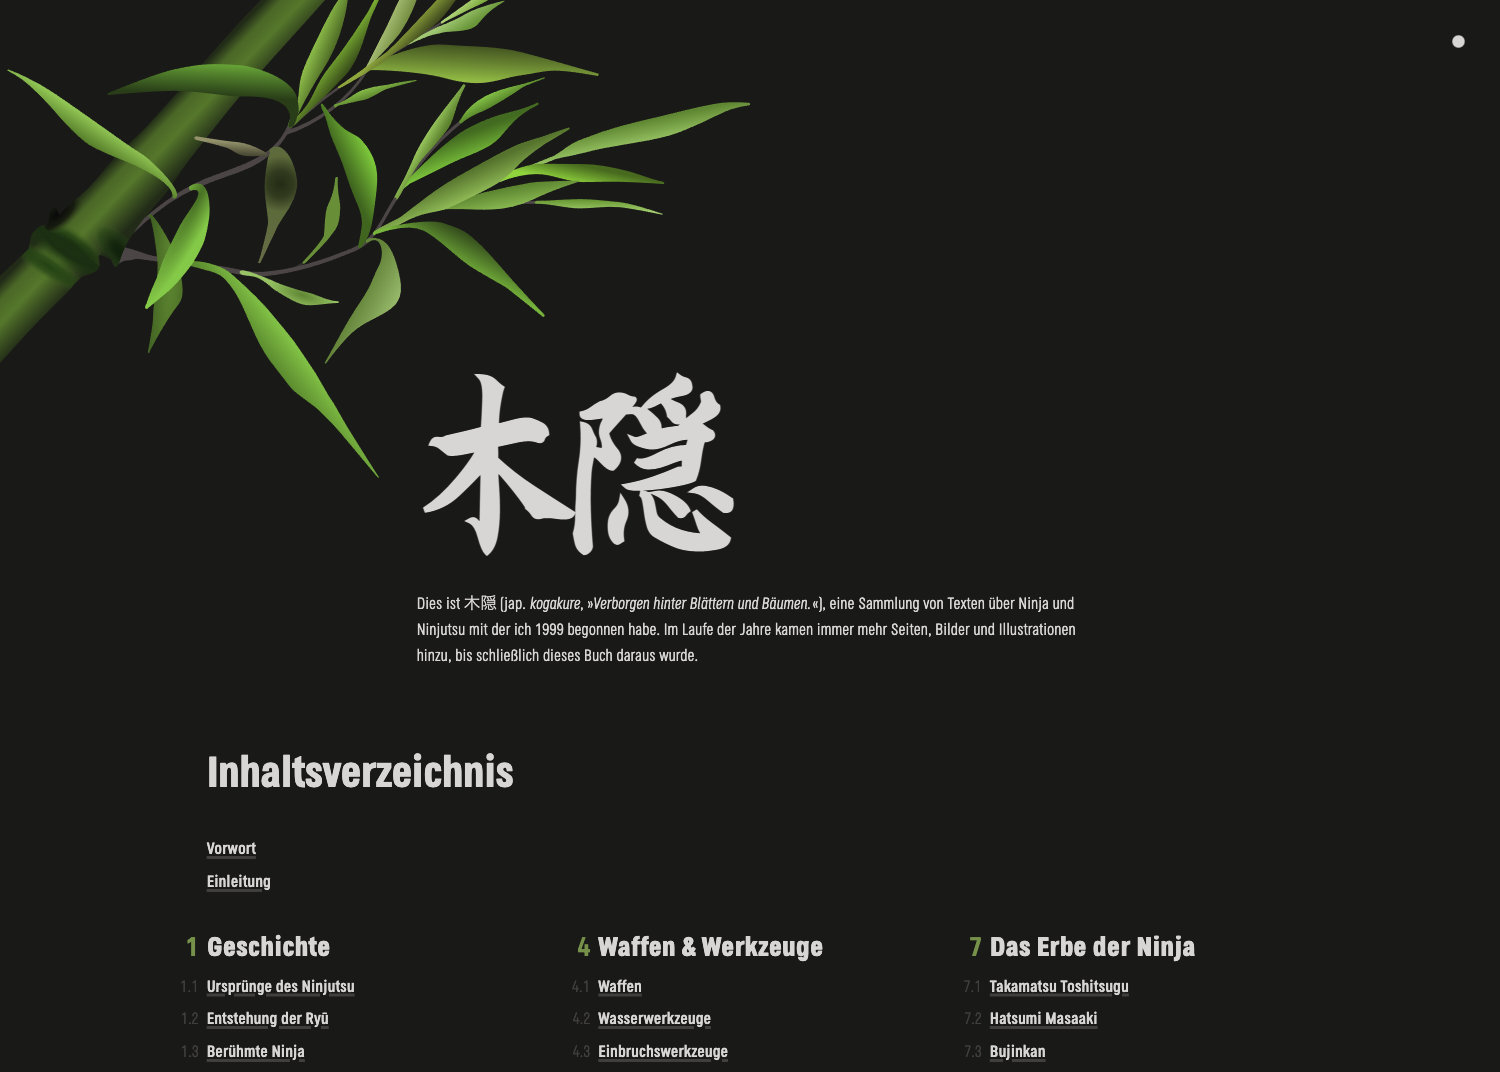 木隠
Dies ist 木隠 (jap. kogakure, »Verborgen hinter Blättern und Bäumen.«), eine Sammlung von Texten über Ninja und
Ninjutsu mit der ich 1999 begonnen habe. Im Laufe der Jahre kamen immer mehr Seiten, Bilder und Illustrationen
hinzu, bis schließlich dieses Buch daraus wurde.
Inhaltsverzeichnis
Vorwort
Einleitung
1 Geschichte
1.1 Ursprünge des Ninjutsu
1.2 Entstehung der Ryū
1.3 Berühmte Ninja
4 Waffen & Werkzeuge
4.1 Waffen
4.2 Wasserwerkzeuge
4.3 Einbruchswerkzeuge
7 Das Erbe der Ninja
7.1 Takamatsu Toshitsugu
7.2 Hatsumi Masaaki
7.3 Bujinkan